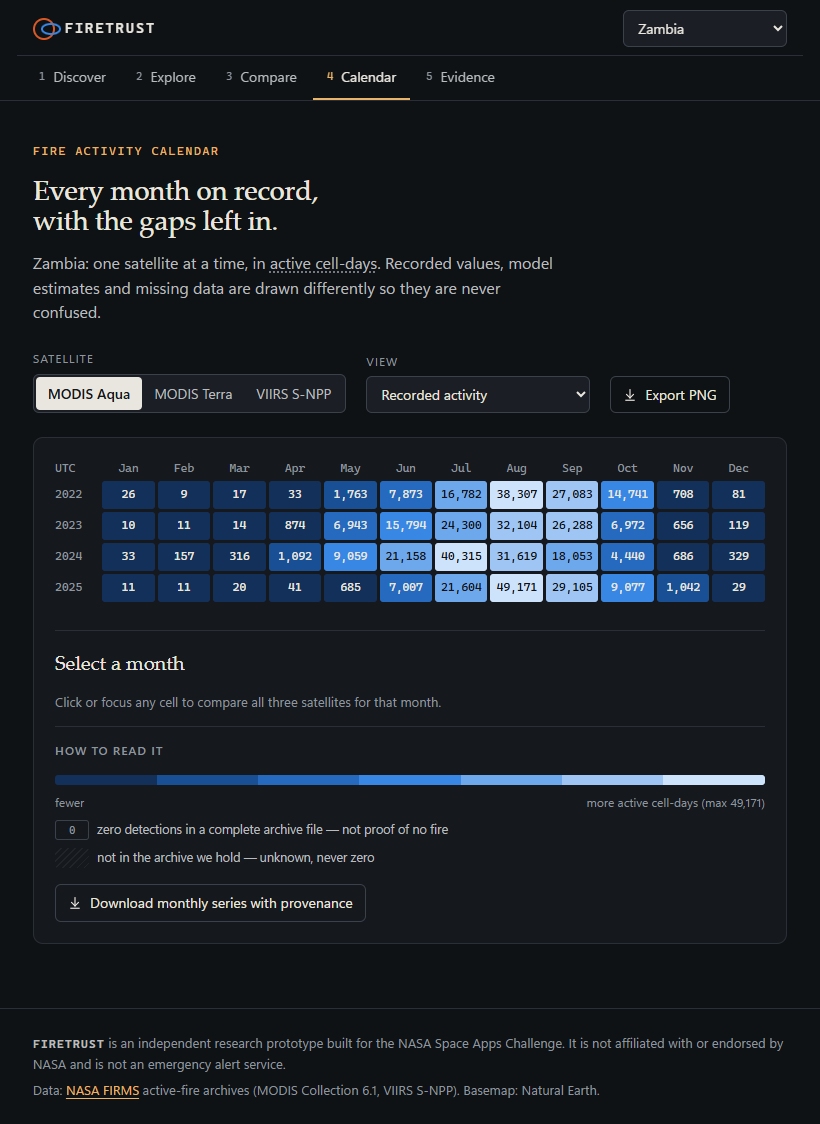 FIRETRUST
Zambia
1 Discover 2 Explore 3 Compare 4 Calendar 5 Evidence
FIRE ACTIVITY CALENDAR
Every month on record,
with the gaps left in.
Zambia: one satellite at a time, in active cell-days. Recorded values, model
estimates and missing data are drawn differently so they are never
confused.
SATELLITE
MODIS Aqua MODIS Terra VIIRS S-NPP
VIEW
Recorded activity
Export PNG
UTC Jan Feb Mar Apr May Jun Jul Aug Sep Oct Nov Dec
2022 26 9 17 33 1,763 7,873 16,782 38,307 27,083 14,741 708 81
2023 10 11 14 874 6,943 15,794 24,300 32,104 26,288 6,972 656 119
2024 33 157 316 1,092 9,059 21,158 40,315 31,619 18,053 4,440 686 329
2025 11 11 20 41 685 7,007 21,604 49,171 29,105 9,077 1,042 29
Select a month
Click or focus any cell to compare all three satellites for that month.
HOW TO READ IT
fewer more active cell-days (max 49,171)
0 zero detections in a complete archive file — not proof of no fire
not in the archive we hold — unknown, never zero
Download monthly series with provenance
FIRETRUST is an independent research prototype built for the NASA Space Apps Challenge. It is not affiliated with or endorsed by
NASA and is not an emergency alert service.
Data: NASA FIRMS active-fire archives (MODIS Collection 6.1, VIIRS S-NPP). Basemap: Natural Earth.